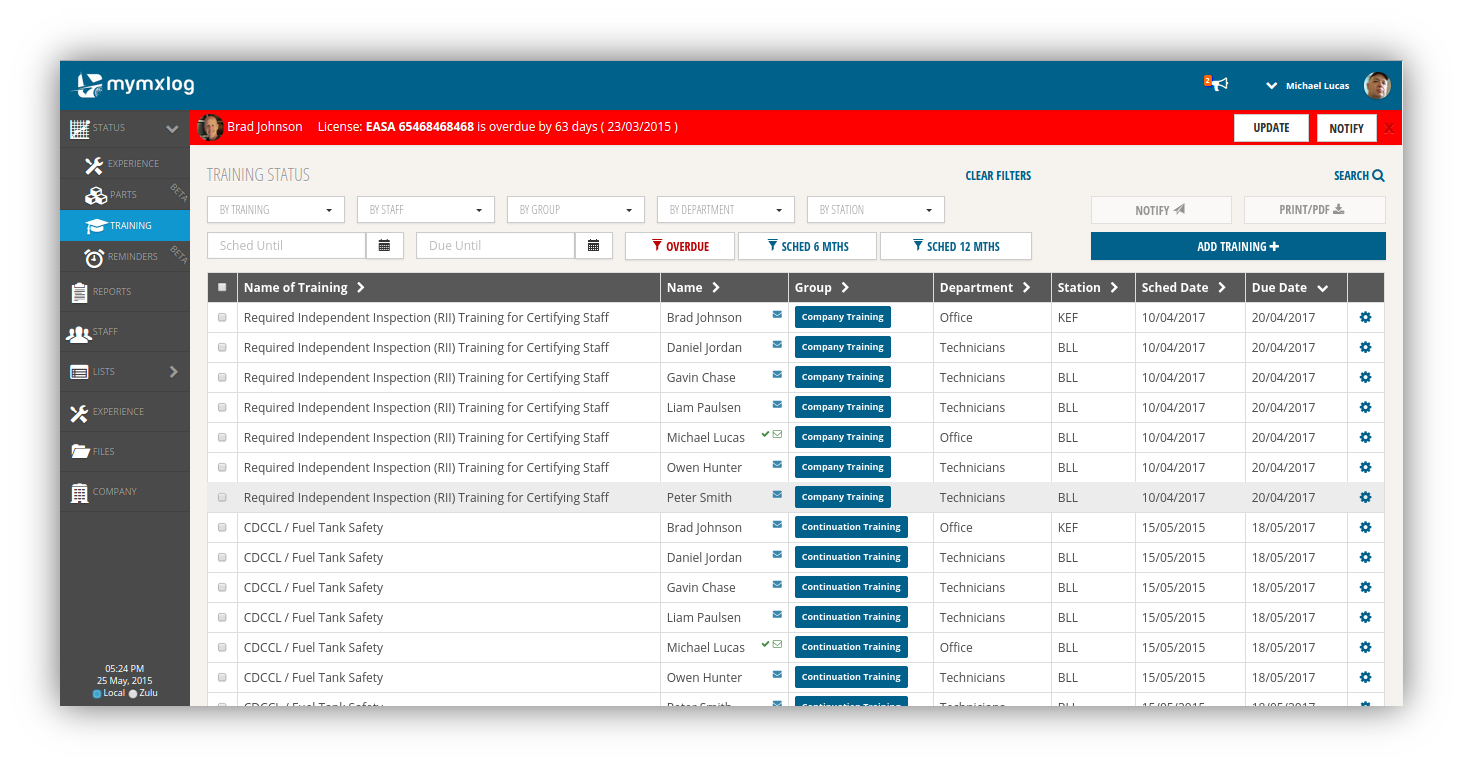 mymxlog
2
Michael Lucas
STATUS
EXPERIENCE
PARTS BETA
TRAINING
REMINDERS BETA
REPORTS
STAFF
LISTS
EXPERIENCE
FILES
COMPANY
05:24 PM
25 May, 2015
Local Zulu
Brad Johnson License: EASA 65468468468 is overdue by 63 days ( 23/03/2015 ) UPDATE NOTIFY X
TRAINING STATUS CLEAR FILTERS SEARCH
BY TRAINING BY STAFF BY GROUP BY DEPARTMENT BY STATION NOTIFY PRINT/PDF
Sched Until Due Until OVERDUE SCHED 6 MTHS SCHED 12 MTHS ADD TRAINING +
Name of Training Name Group Department Station Sched Date Due Date
Required Independent Inspection (RII) Training for Certifying Staff Brad Johnson Company Training Office KEF 10/04/2017 20/04/2017
Required Independent Inspection (RII) Training for Certifying Staff Daniel Jordan Company Training Technicians BLL 10/04/2017 20/04/2017
Required Independent Inspection (RII) Training for Certifying Staff Gavin Chase Company Training Technicians BLL 10/04/2017 20/04/2017
Required Independent Inspection (RII) Training for Certifying Staff Liam Paulsen Company Training Technicians BLL 10/04/2017 20/04/2017
Required Independent Inspection (RII) Training for Certifying Staff Michael Lucas Company Training Office BLL 10/04/2017 20/04/2017
Required Independent Inspection (RII) Training for Certifying Staff Owen Hunter Company Training Technicians BLL 10/04/2017 20/04/2017
Required Independent Inspection (RII) Training for Certifying Staff Peter Smith Company Training Technicians BLL 10/04/2017 20/04/2017
CDCCL / Fuel Tank Safety Brad Johnson Continuation Training Office KEF 15/05/2015 18/05/2017
CDCCL / Fuel Tank Safety Daniel Jordan Continuation Training Technicians BLL 15/05/2015 18/05/2017
CDCCL / Fuel Tank Safety Gavin Chase Continuation Training Technicians BLL 15/05/2015 18/05/2017
CDCCL / Fuel Tank Safety Liam Paulsen Continuation Training Technicians BLL 15/05/2015 18/05/2017
CDCCL / Fuel Tank Safety Michael Lucas Continuation Training Office BLL 15/05/2015 18/05/2017
CDCCL / Fuel Tank Safety Owen Hunter Continuation Training Technicians BLL 15/05/2015 18/05/2017
CDCCL / Fuel Tank Safety Peter Smith Continuation Training Technicians BLL 15/05/2015 18/05/2017